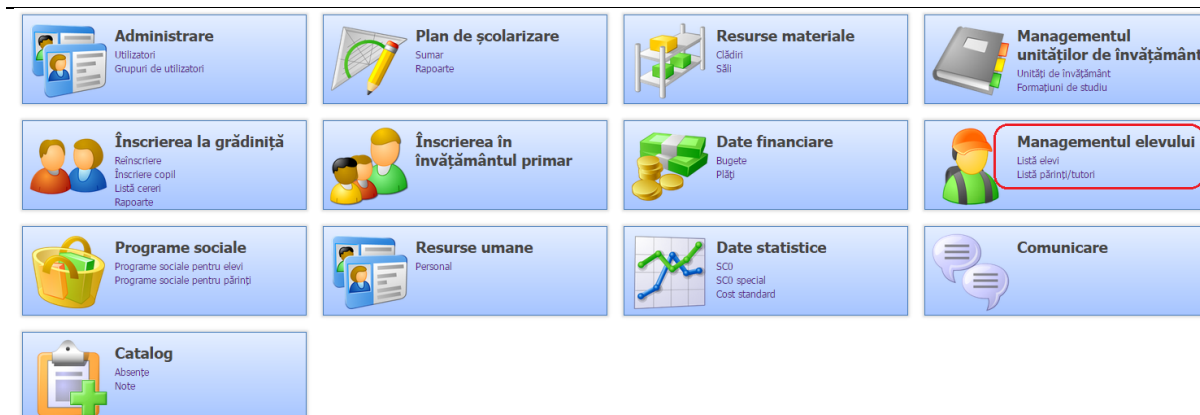 Administrare
Utilizatori
Grupuri de utilizatori
Plan de școlarizare
Sumar
Rapoarte
Resurse materiale
Clădiri
Săli
Managementul
unităților de învățământ
Unități de învățământ
Formațiuni de studiu
Înscrierea la grădiniță
Reînscriere
Înscriere copil
Listă cereri
Rapoarte
Înscrierea în
învățământul primar
Date financiare
Bugete
Plăți
Managementul elevului
Listă elevi
Listă părinți/tutori
Programe sociale
Programe sociale pentru elevi
Programe sociale pentru părinți
Resurse umane
Personal
Date statistice
SC0
SC0 special
Cost standard
Comunicare
Catalog
Absențe
Note